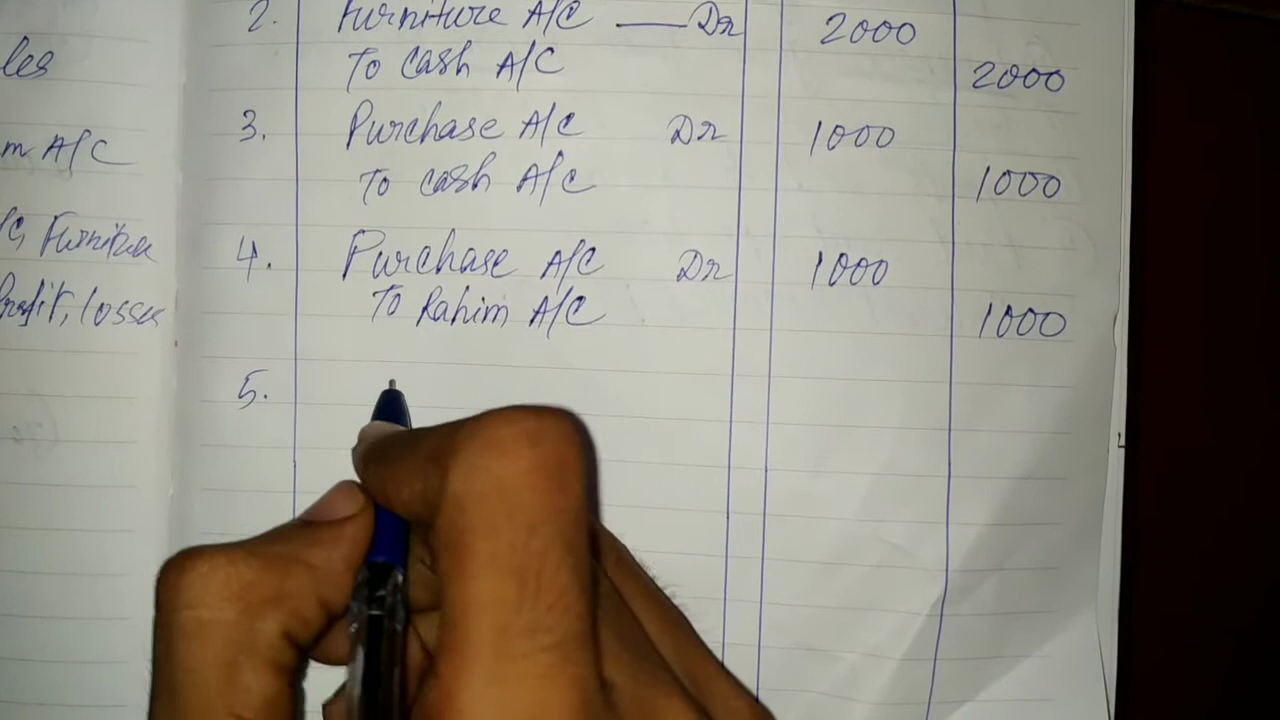 les
m A/C
/C, Furniture
Profit, losses
2. Furniture A/C — Dr 2000
To cash A/C 2000
3. Purchase A/C Dr 1000
To cash A/C 1000
4. Purchase A/C Dr 1000
To Rahim A/C 1000
5.